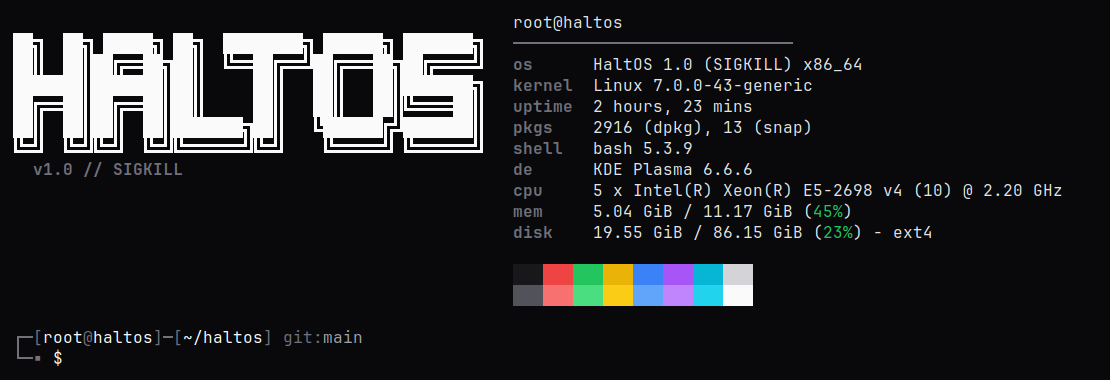 HALTOS
v1.0 // SIGKILL
root@haltos
os HaltOS 1.0 (SIGKILL) x86_64
kernel Linux 7.0.0-43-generic
uptime 2 hours, 23 mins
pkgs 2916 (dpkg), 13 (snap)
shell bash 5.3.9
de KDE Plasma 6.6.6
cpu 5 x Intel(R) Xeon(R) E5-2698 v4 (10) @ 2.20 GHz
mem 5.04 GiB / 11.17 GiB (45%)
disk 19.55 GiB / 86.15 GiB (23%) - ext4
┌─[root@haltos]─[~/haltos] git:main
└─▪ $